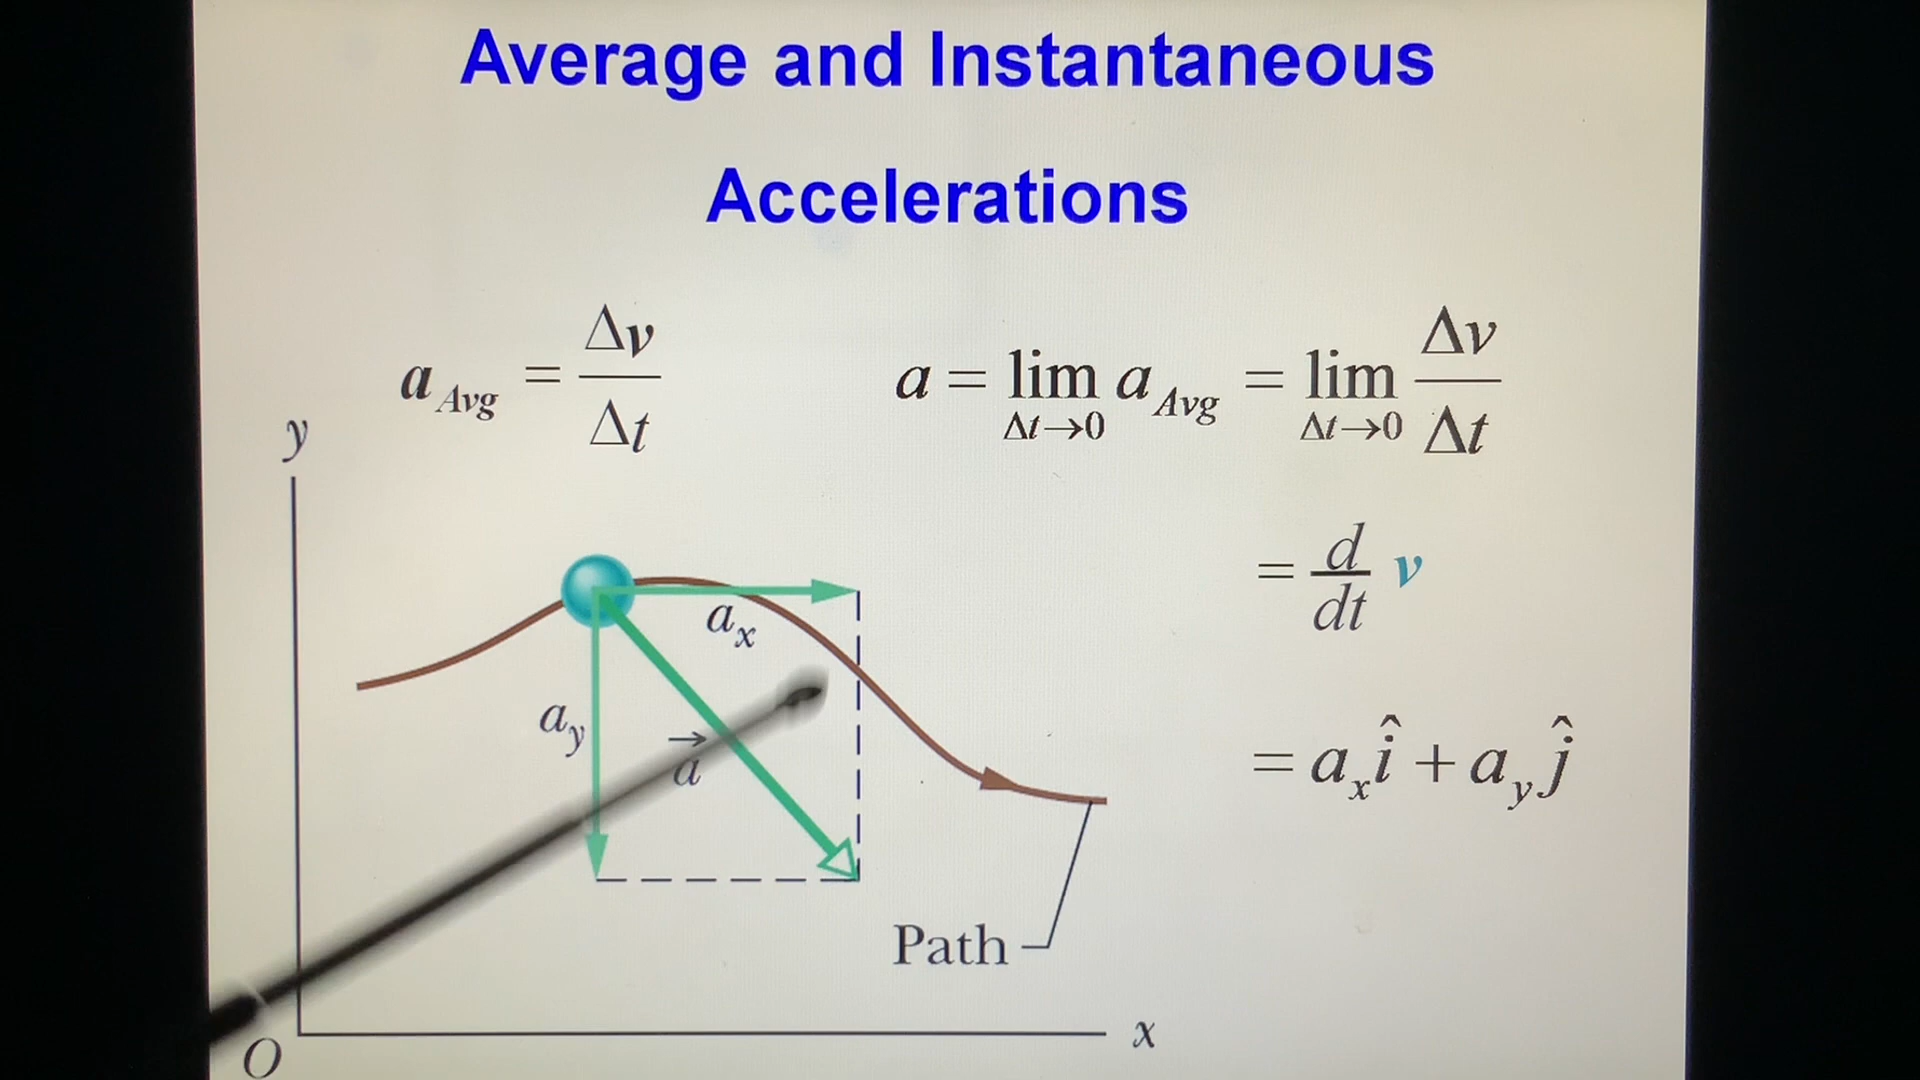 Average and Instantaneous
Accelerations
a_Avg = Δv/Δt
a = lim_{Δt→0} a_Avg = lim_{Δt→0} Δv/Δt
= d/dt v
= a_x î + a_y ĵ
y
a_x
a_y
a⃗
Path
x
O